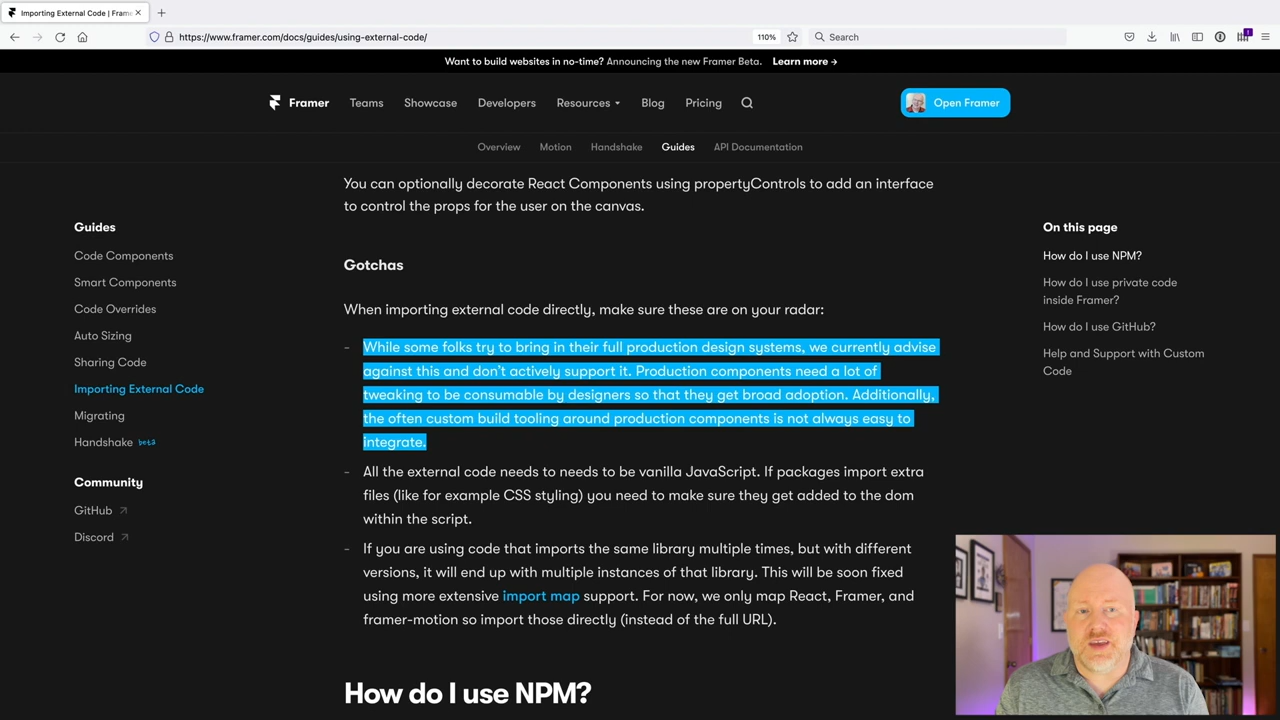 Importing External Code | Frame
https://www.framer.com/docs/guides/using-external-code/
110%
Search
Want to build websites in no-time? Announcing the new Framer Beta. Learn more →
Framer
Teams
Showcase
Developers
Resources
Blog
Pricing
Open Framer
Overview
Motion
Handshake
Guides
API Documentation
You can optionally decorate React Components using propertyControls to add an interface
to control the props for the user on the canvas.
Guides
Code Components
Smart Components
Code Overrides
Auto Sizing
Sharing Code
Importing External Code
Migrating
Handshake beta
Community
GitHub
Discord
Gotchas
When importing external code directly, make sure these are on your radar:
- While some folks try to bring in their full production design systems, we currently advise
against this and don't actively support it. Production components need a lot of
tweaking to be consumable by designers so that they get broad adoption. Additionally,
the often custom build tooling around production components is not always easy to
integrate.
- All the external code needs to needs to be vanilla JavaScript. If packages import extra
files (like for example CSS styling) you need to make sure they get added to the dom
within the script.
- If you are using code that imports the same library multiple times, but with different
versions, it will end up with multiple instances of that library. This will be soon fixed
using more extensive import map support. For now, we only map React, Framer, and
framer-motion so import those directly (instead of the full URL).
How do I use NPM?
On this page
How do I use NPM?
How do I use private code
inside Framer?
How do I use GitHub?
Help and Support with Custom
Code